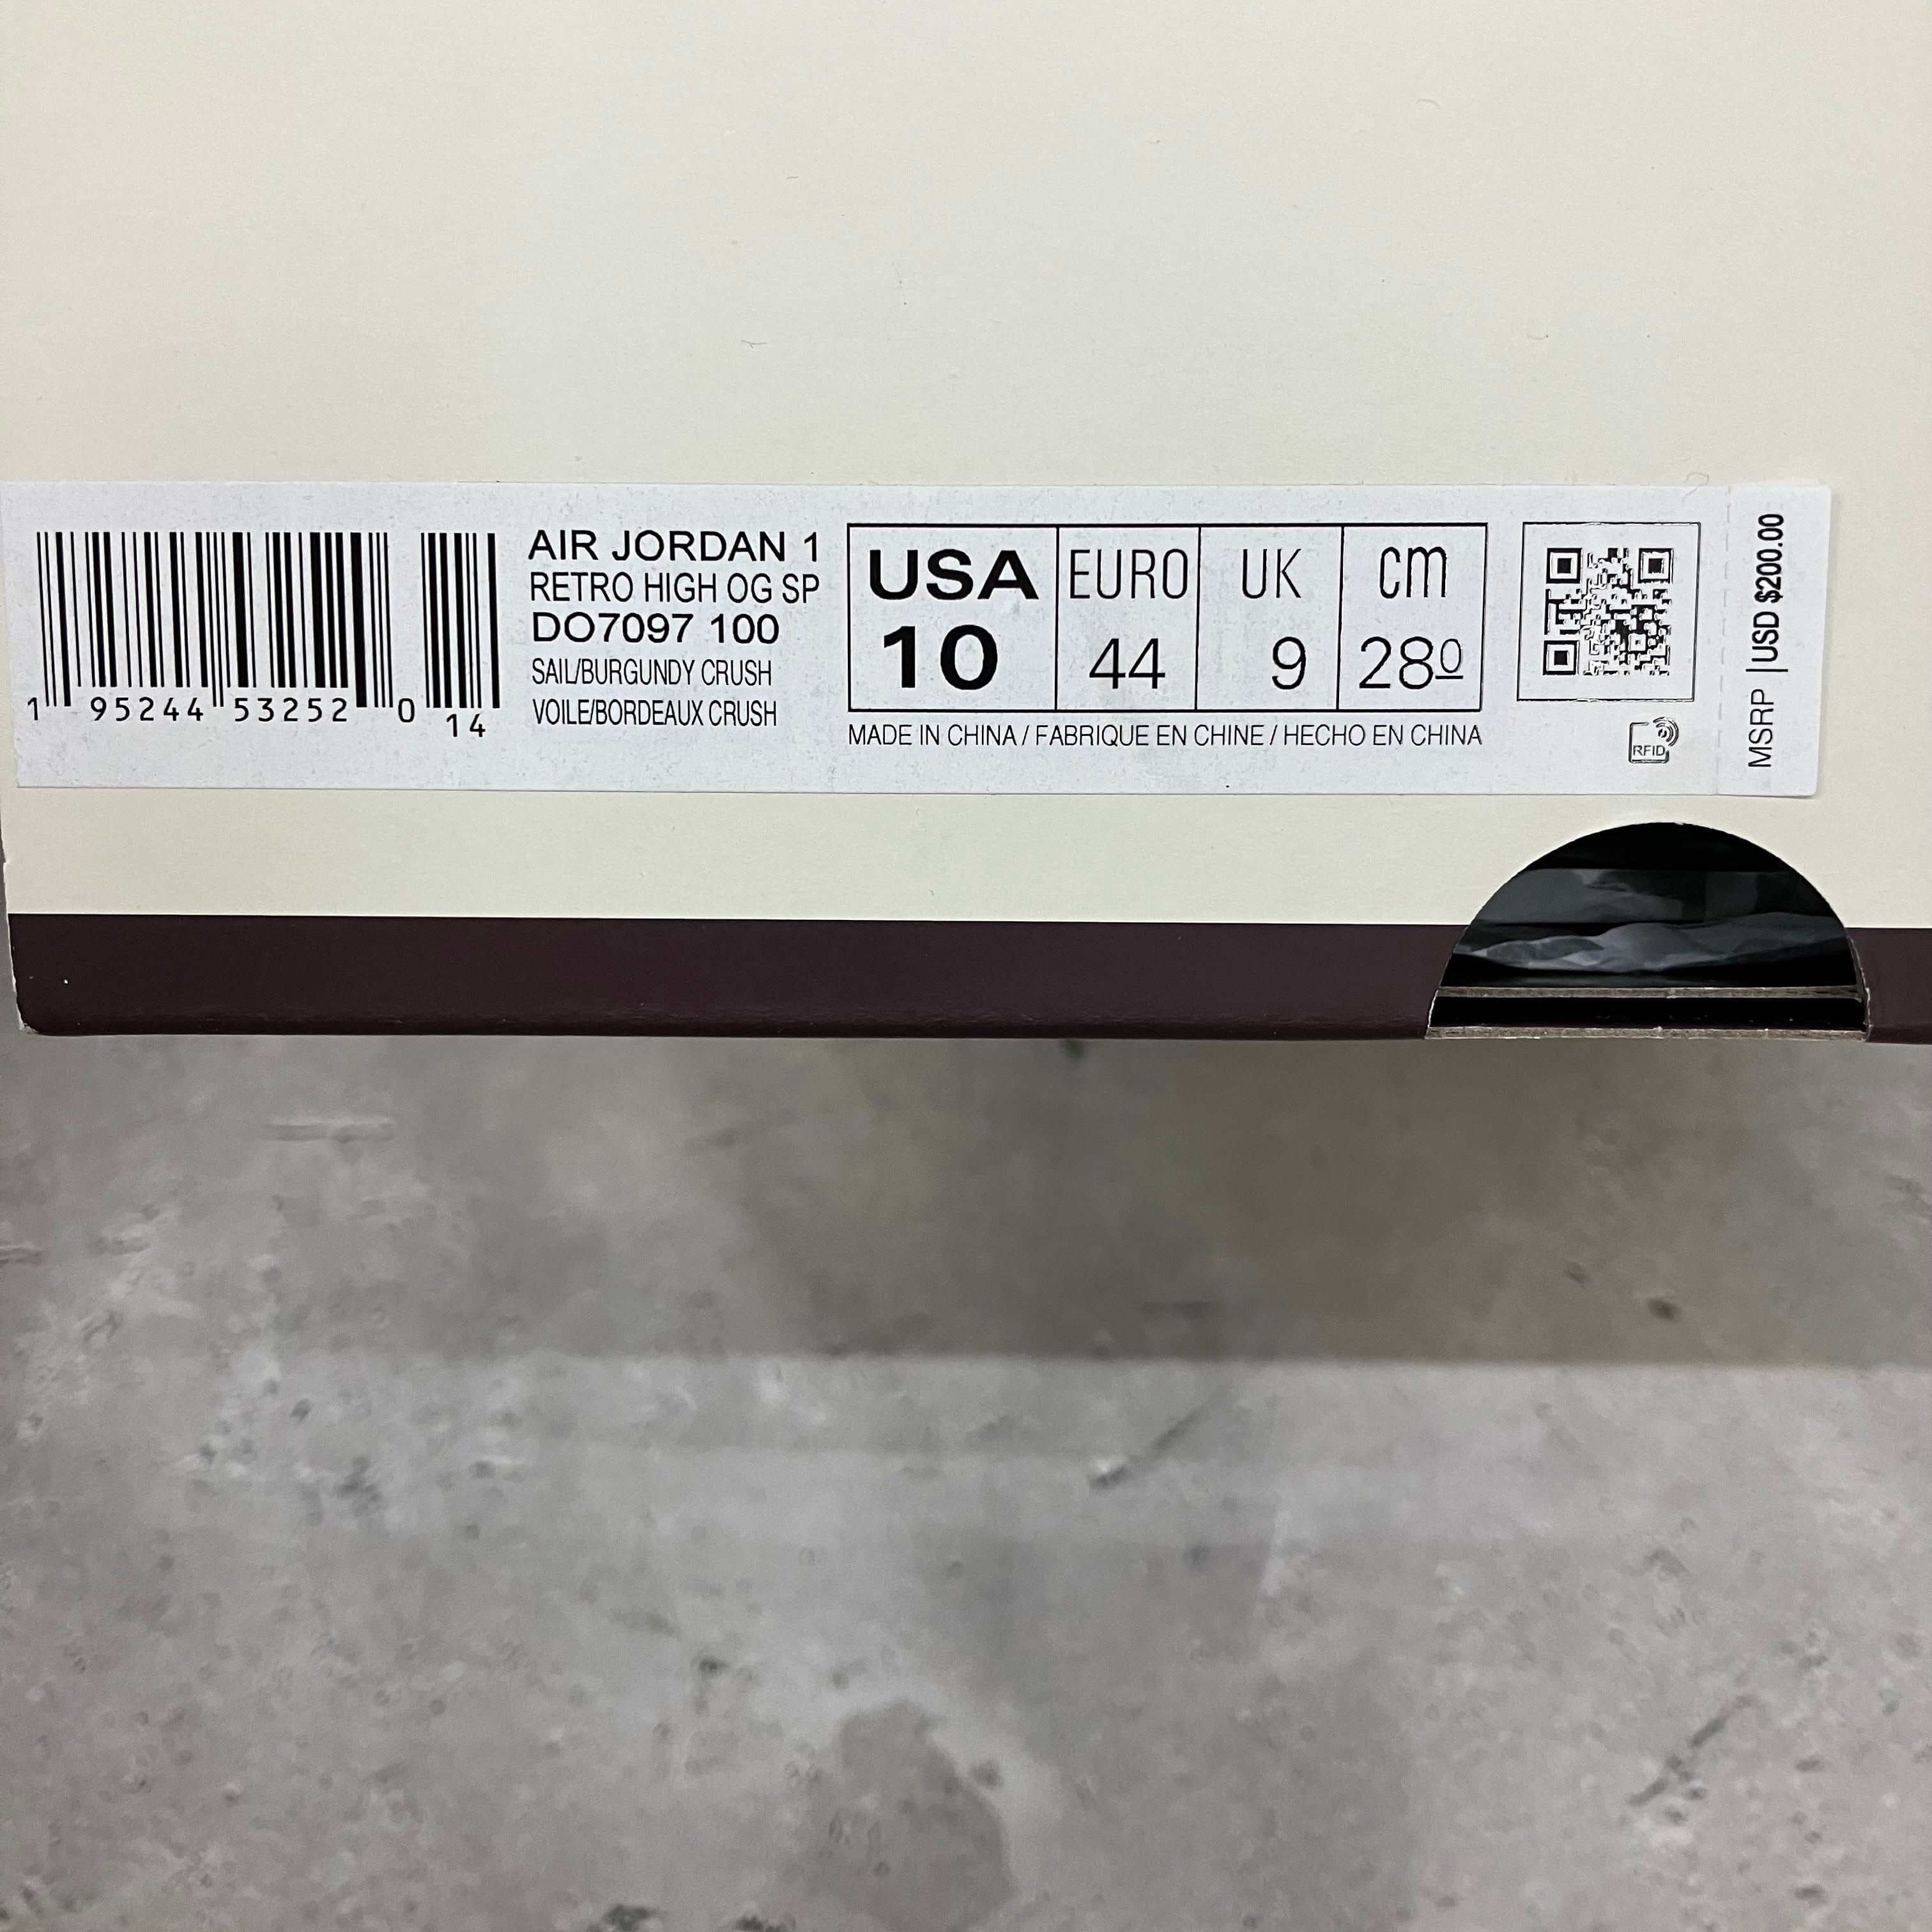 1 95244 53252 0 14
AIR JORDAN 1
RETRO HIGH OG SP
DO7097 100
SAIL/BURGUNDY CRUSH
VOILE/BORDEAUX CRUSH
USA EURO UK cm
10 44 9 280
MADE IN CHINA / FABRIQUE EN CHINE / HECHO EN CHINA
RFID
MSRP |USD $200.00